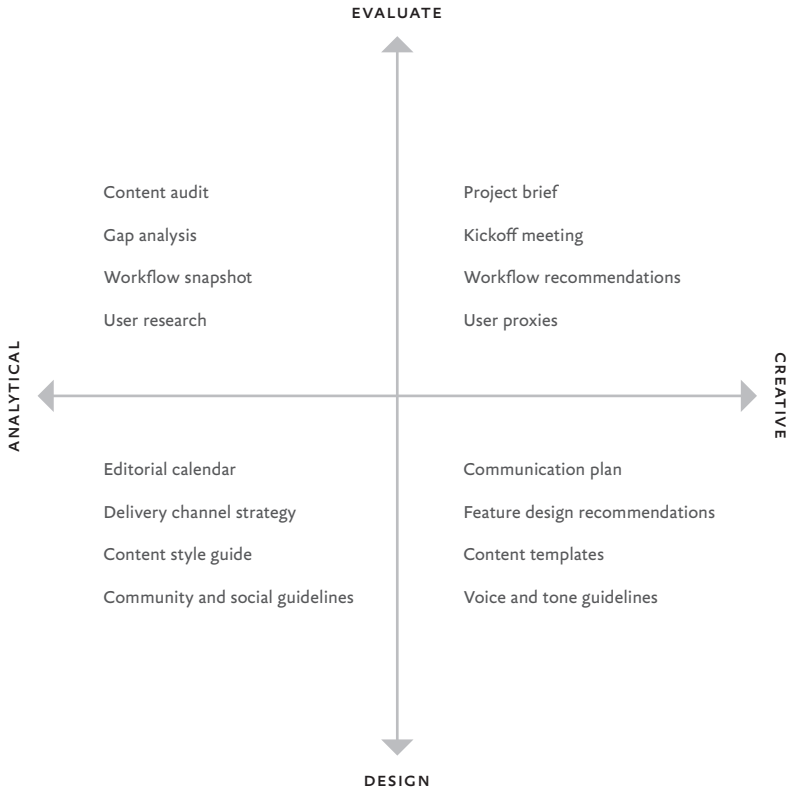 EVALUATE
Content audit
Gap analysis
Workflow snapshot
User research
Project brief
Kickoff meeting
Workflow recommendations
User proxies
ANALYTICAL
CREATIVE
Editorial calendar
Delivery channel strategy
Content style guide
Community and social guidelines
Communication plan
Feature design recommendations
Content templates
Voice and tone guidelines
DESIGN